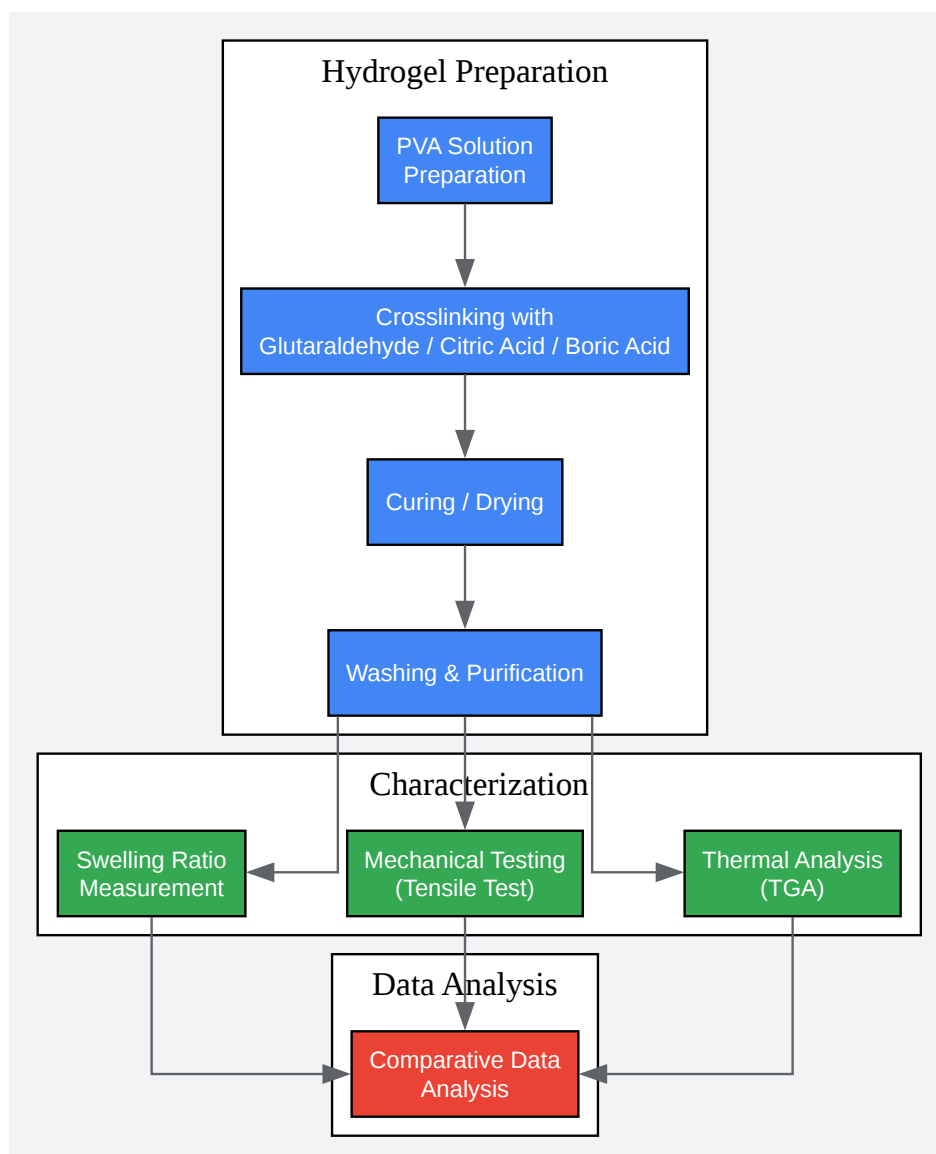 Hydrogel Preparation
PVA Solution
Preparation
Crosslinking with
Glutaraldehyde / Citric Acid / Boric Acid
Curing / Drying
Washing & Purification
Characterization
Swelling Ratio
Measurement
Mechanical Testing
(Tensile Test)
Thermal Analysis
(TGA)
Data Analysis
Comparative Data
Analysis